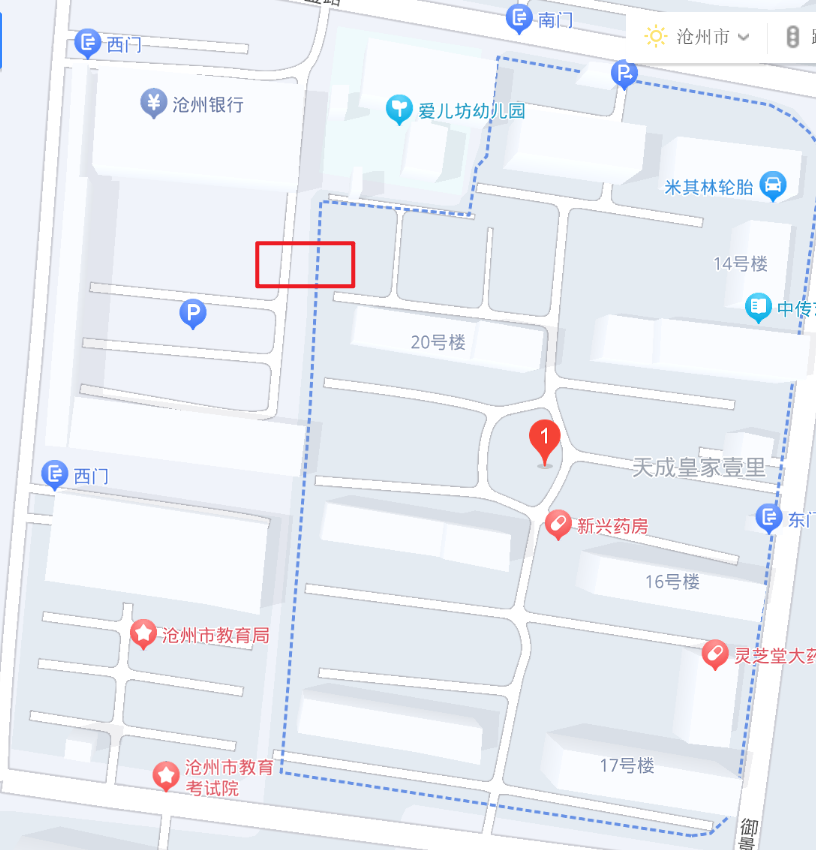 南门
沧州市
西门
P
沧州银行
爱儿坊幼儿园
米其林轮胎
14号楼
中传
P
20号楼
1
天成皇家壹里
西门
东门
新兴药房
16号楼
沧州市教育局
灵芝堂大药
沧州市教育
考试院
17号楼
御
景